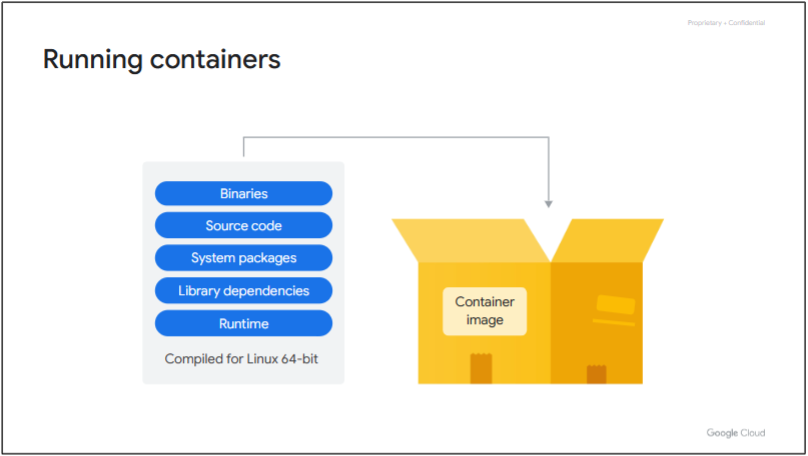 Proprietary + Confidential
Running containers
Binaries
Source code
System packages
Library dependencies
Runtime
Compiled for Linux 64-bit
Container
image
Google Cloud